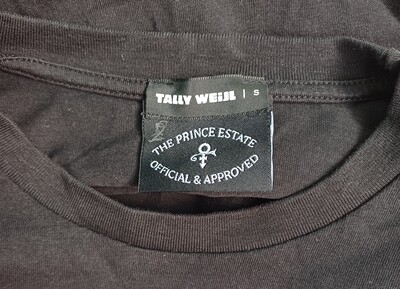 TALLY WEiJL | S
THE PRINCE ESTATE
OFFICIAL & APPROVED